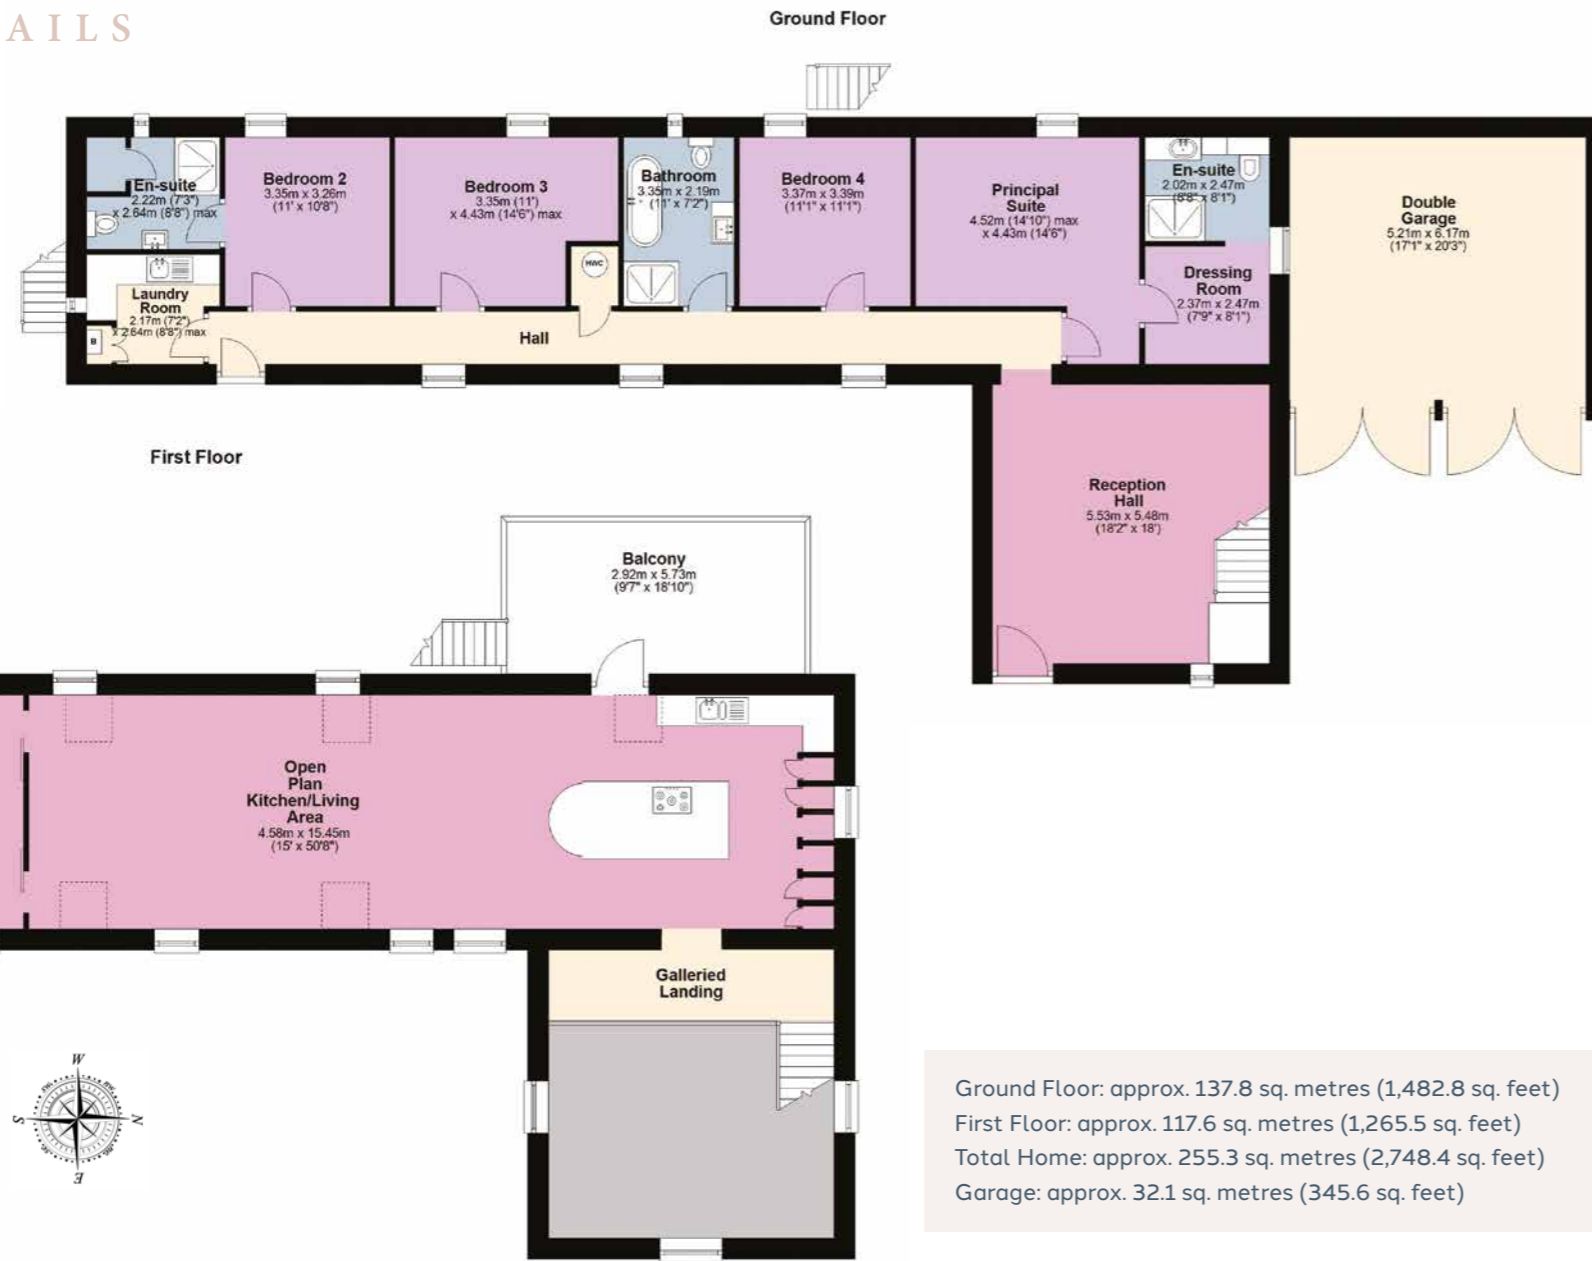 AILS
Ground Floor
En-suite
2.22m (7'3")
x 2.64m (8'8") max
Bedroom 2
3.35m x 3.26m
(11' x 10'8")
Bedroom 3
3.35m (11')
x 4.43m (14'6") max
Bathroom
3.35m x 2.19m
(11' x 7'2")
Bedroom 4
3.37m x 3.39m
(11'1" x 11'1")
Principal
Suite
4.52m (14'10") max
x 4.43m (14'6")
En-suite
2.02m x 2.47m
(6'8" x 8'1")
Double
Garage
5.21m x 6.17m
(17'1" x 20'3")
HWC
Dressing
Room
2.37m x 2.47m
(7'9" x 8'1")
Laundry
Room
2.17m (7'2")
x 2.64m (8'8") max
B
Hall
Reception
Hall
5.53m x 5.48m
(18'2" x 18')
First Floor
Balcony
2.92m x 5.73m
(9'7" x 18'10")
Open
Plan
Kitchen/Living
Area
4.58m x 15.45m
(15' x 50'8")
Galleried
Landing
W
S
N
E
Ground Floor: approx. 137.8 sq. metres (1,482.8 sq. feet)
First Floor: approx. 117.6 sq. metres (1,265.5 sq. feet)
Total Home: approx. 255.3 sq. metres (2,748.4 sq. feet)
Garage: approx. 32.1 sq. metres (345.6 sq. feet)